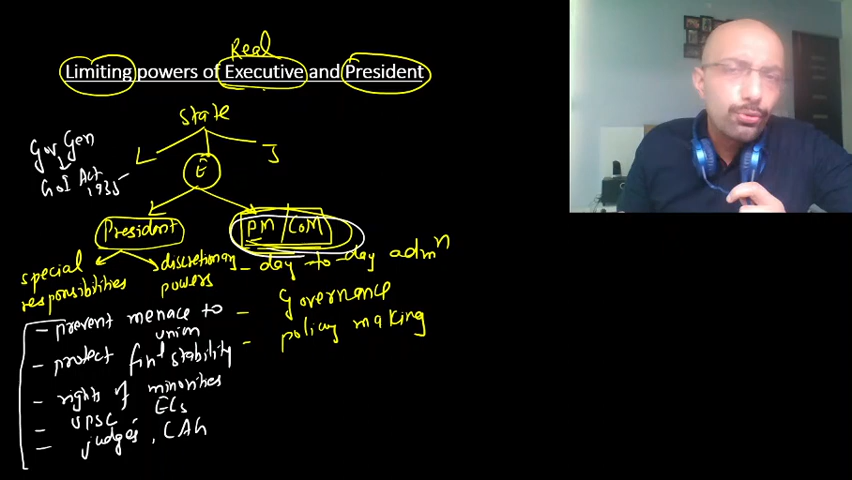 Real
Limiting powers of Executive and President
State
L E J
Gov Gen
GoI Act
1935
President PM / CoM
special
responsibilities
discretionary
powers
- day-to-day admn
- governance
- policy making
- prevent menace to
union
- protect finl stability
- rights of minorities
- UPSC, ECs
- judges, CAG